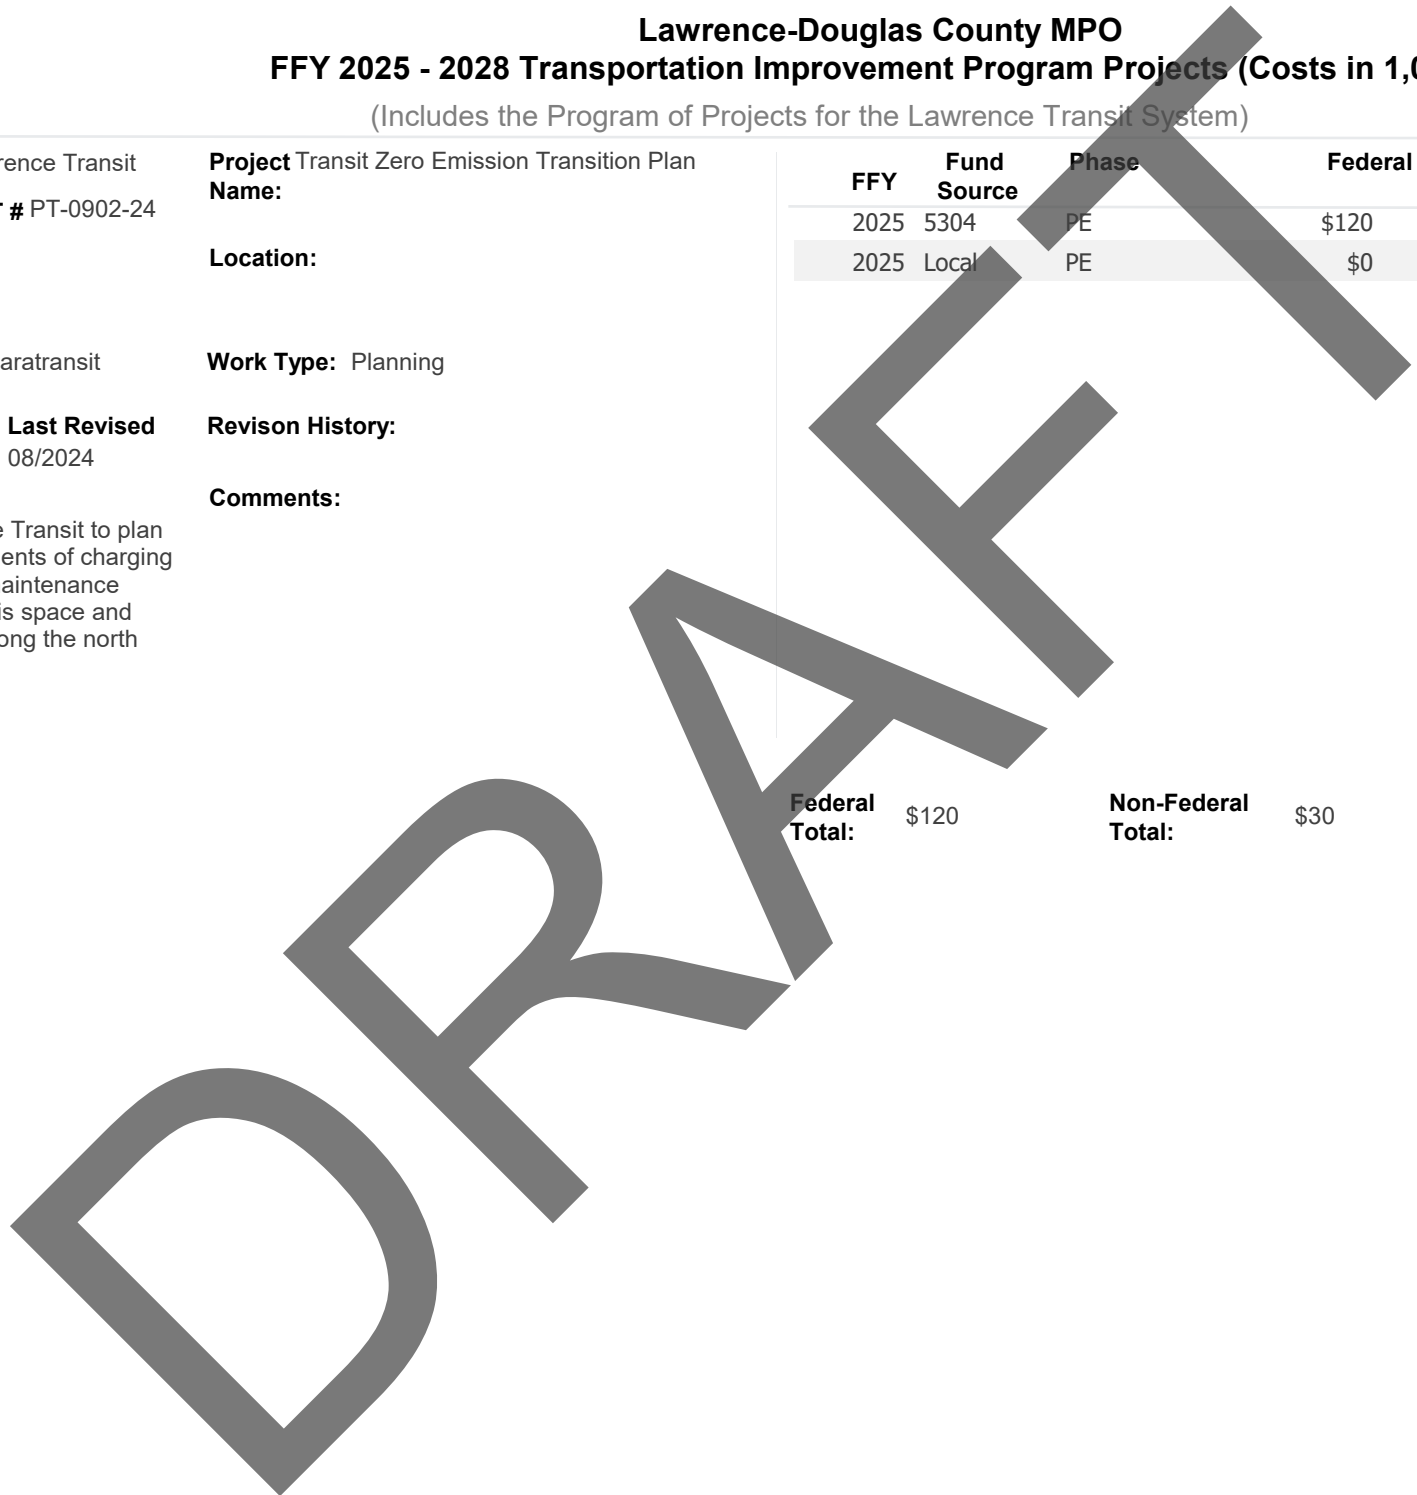 Lawrence-Douglas County MPO
FFY 2025 - 2028 Transportation Improvement Program Projects (Costs in 1,0
(Includes the Program of Projects for the Lawrence Transit System)
rence Transit
# PT-0902-24
aratransit
Last Revised
08/2024
e Transit to plan
ents of charging
aintenance
is space and
ong the north
Project Transit Zero Emission Transition Plan
Name:
Location:
Work Type: Planning
Revison History:
Comments:
FFY Fund Source Phase Federal
2025 5304 PE $120
2025 Local PE $0
Federal Total: $120 Non-Federal Total: $30
DRAFT